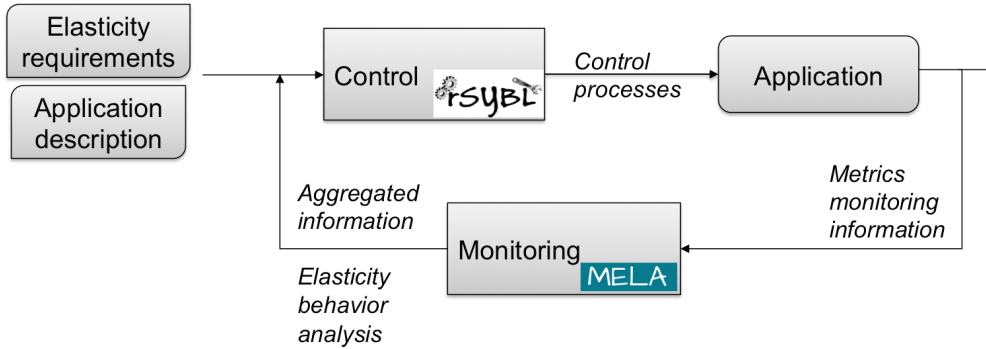 Elasticity
requirements
Application
description
Control
rSYBL
Control
processes
Application
Metrics
monitoring
information
Monitoring
MELA
Aggregated
information
Elasticity
behavior
analysis